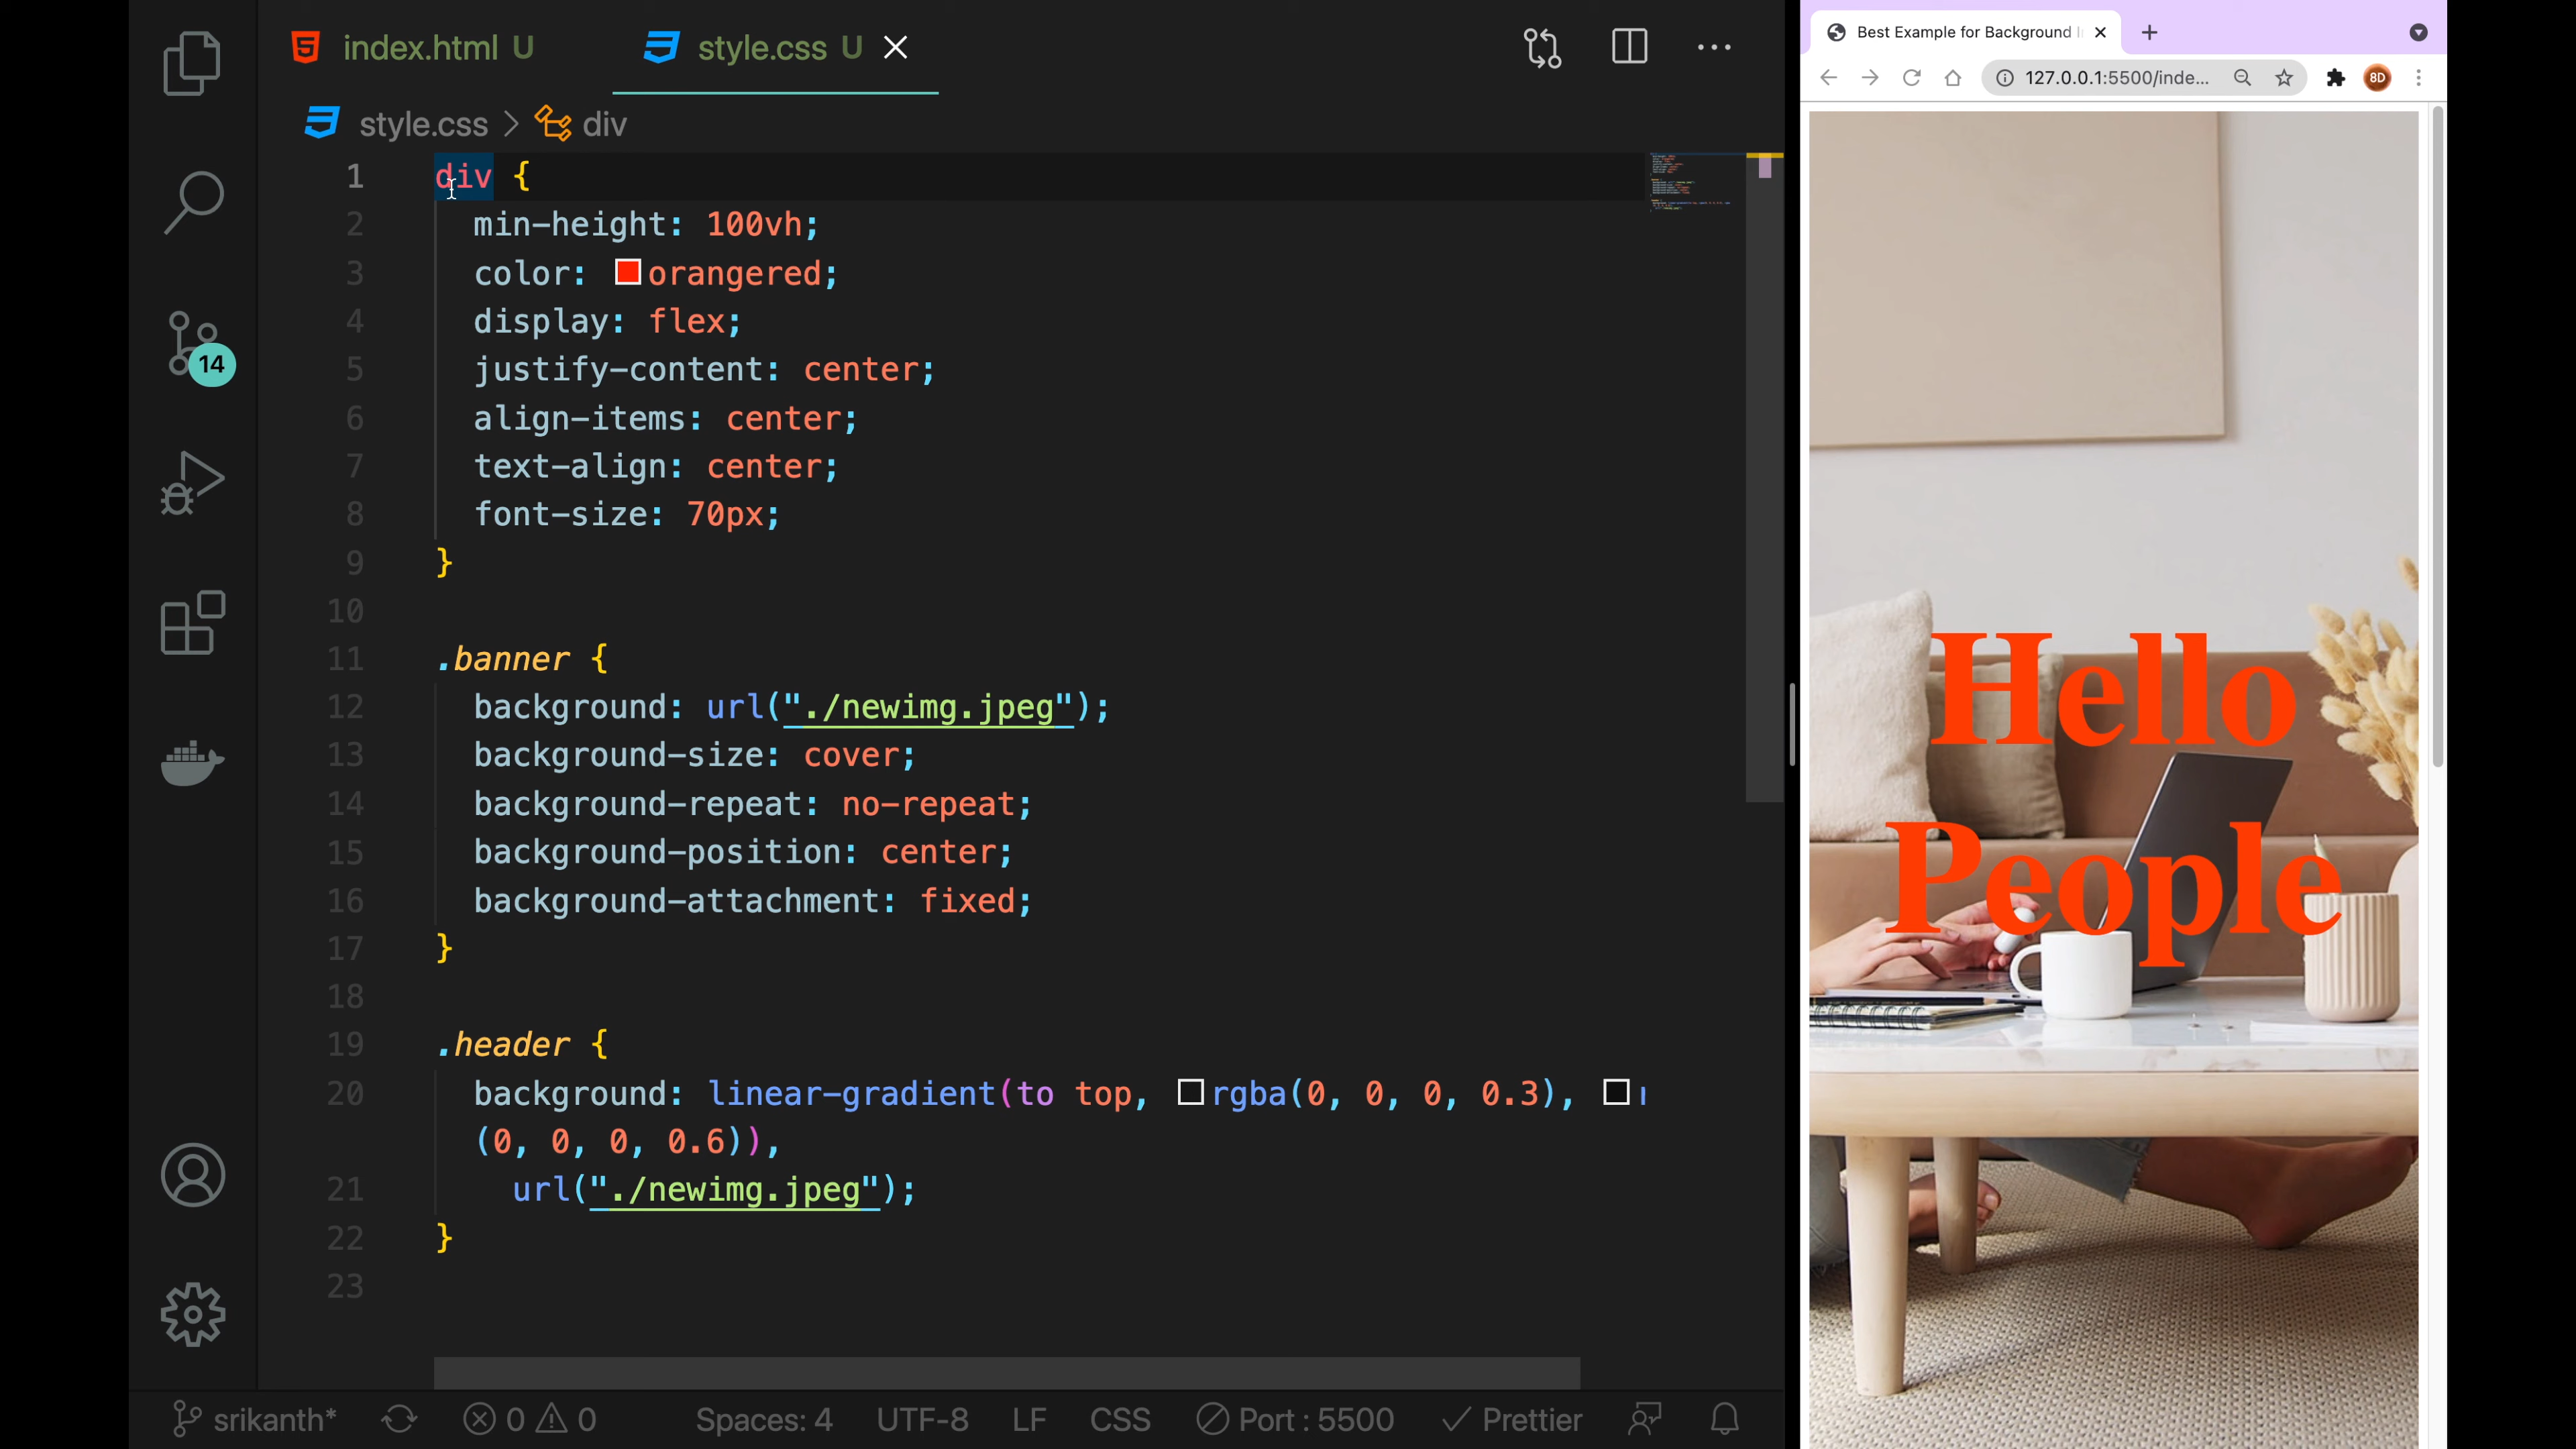 index.html U
style.css U
style.css > div
1 div {
2 min-height: 100vh;
3 color: orangered;
4 display: flex;
5 justify-content: center;
6 align-items: center;
7 text-align: center;
8 font-size: 70px;
9 }
10
11 .banner {
12 background: url("./newimg.jpeg");
13 background-size: cover;
14 background-repeat: no-repeat;
15 background-position: center;
16 background-attachment: fixed;
17 }
18
19 .header {
20 background: linear-gradient(to top, rgba(0, 0, 0, 0.3),
(0, 0, 0, 0.6)),
21 url("./newimg.jpeg");
22 }
23
14
srikanth* 0 0 Spaces: 4 UTF-8 LF CSS Port : 5500 Prettier
Best Example for Background
127.0.0.1:5500/inde...
8D
Hello
People